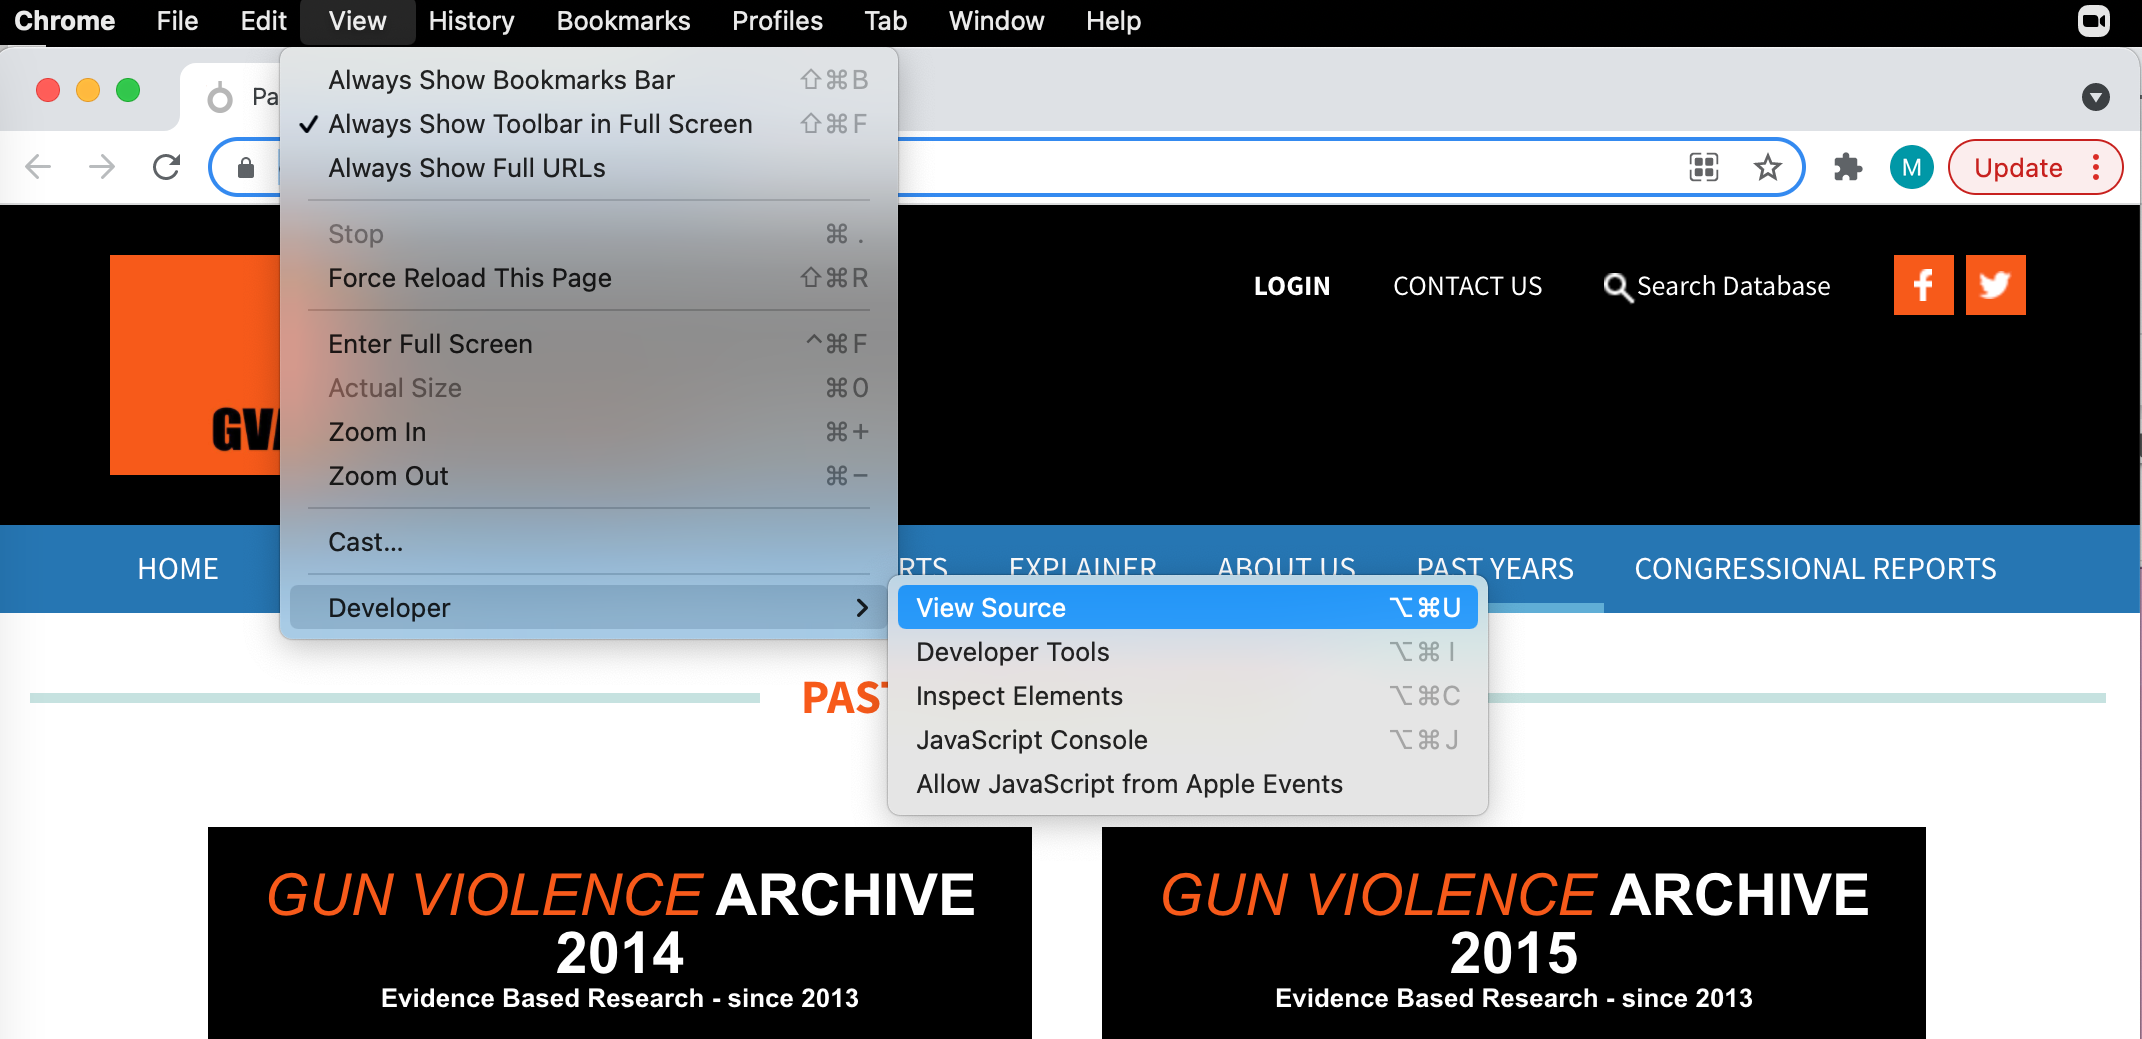 Chrome File Edit View History Bookmarks Profiles Tab Window Help
Pa
Always Show Bookmarks Bar ⇧⌘B
✓ Always Show Toolbar in Full Screen ⇧⌘F
Always Show Full URLs
M Update
Stop ⌘.
Force Reload This Page ⇧⌘R
Enter Full Screen ^⌘F
Actual Size ⌘0
Zoom In ⌘+
Zoom Out ⌘−
Cast...
Developer
LOGIN CONTACT US Search Database
GVA
HOME RTS EXPLAINER ABOUT US PAST YEARS CONGRESSIONAL REPORTS
View Source ⌥⌘U
Developer Tools ⌥⌘I
Inspect Elements ⌥⌘C
JavaScript Console ⌥⌘J
Allow JavaScript from Apple Events
PAST
GUN VIOLENCE ARCHIVE
2014
Evidence Based Research - since 2013
GUN VIOLENCE ARCHIVE
2015
Evidence Based Research - since 2013